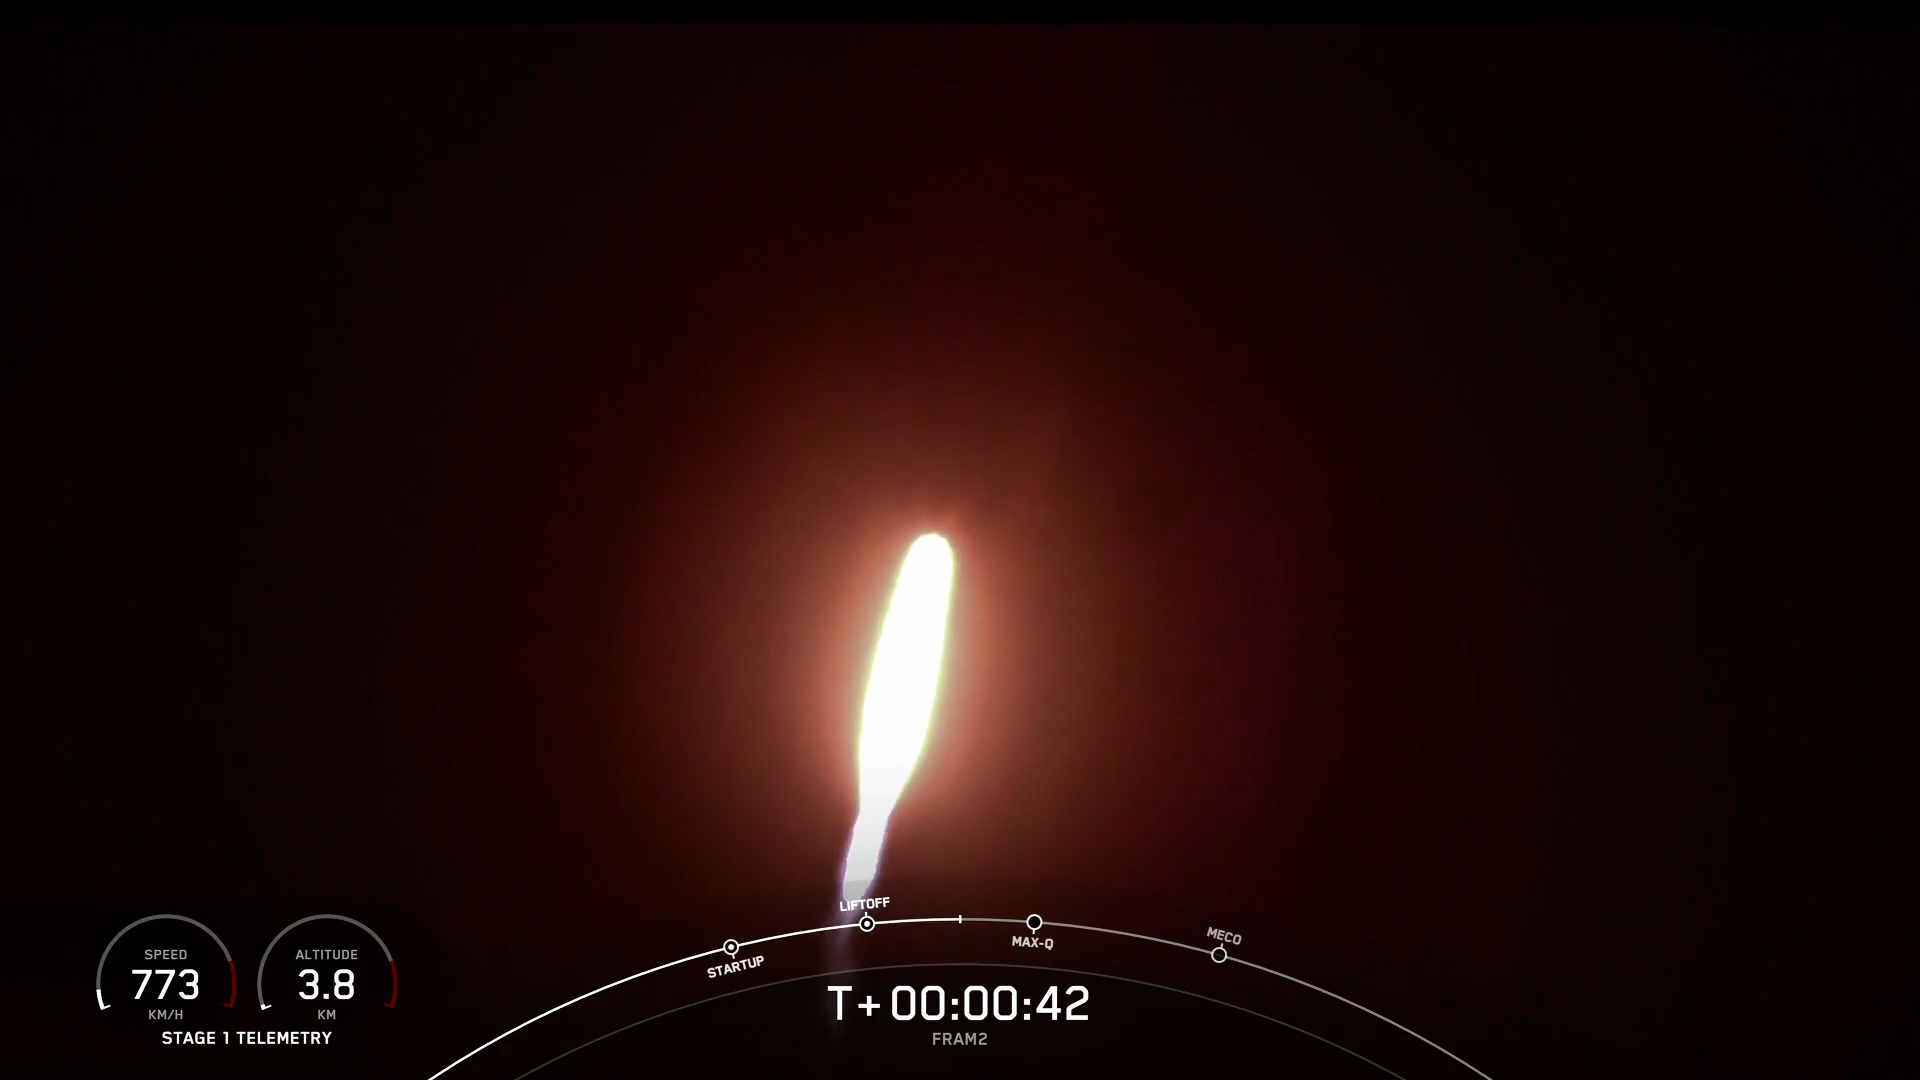 LIFTOFF
STARTUP
MAX-Q
MECO
SPEED
773
KM/H
ALTITUDE
3.8
KM
STAGE 1 TELEMETRY
T+00:00:42
FRAM2